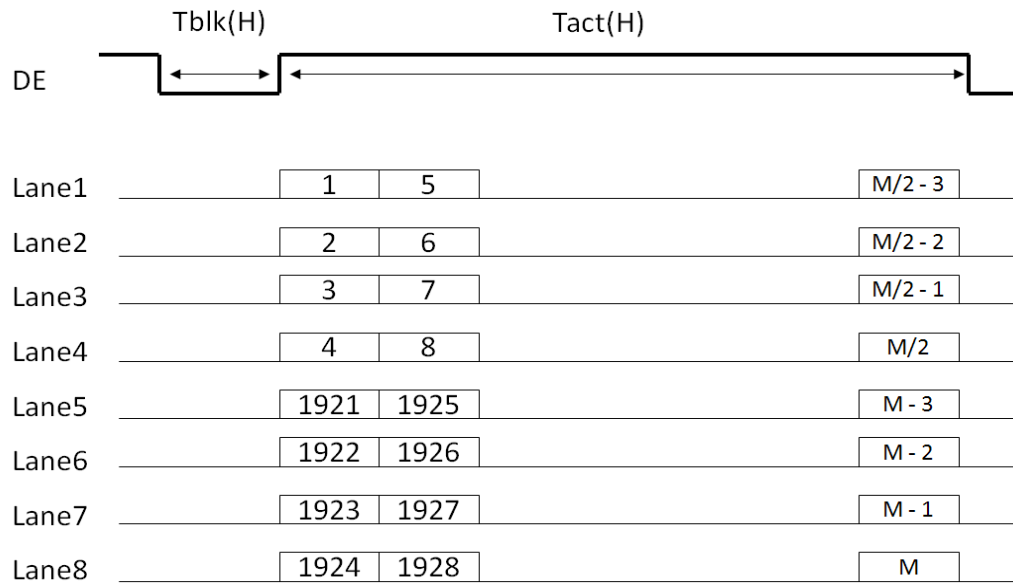 Tblk(H) Tact(H)
DE
Lane1 1 5 M/2 - 3
Lane2 2 6 M/2 - 2
Lane3 3 7 M/2 - 1
Lane4 4 8 M/2
Lane5 1921 1925 M - 3
Lane6 1922 1926 M - 2
Lane7 1923 1927 M - 1
Lane8 1924 1928 M